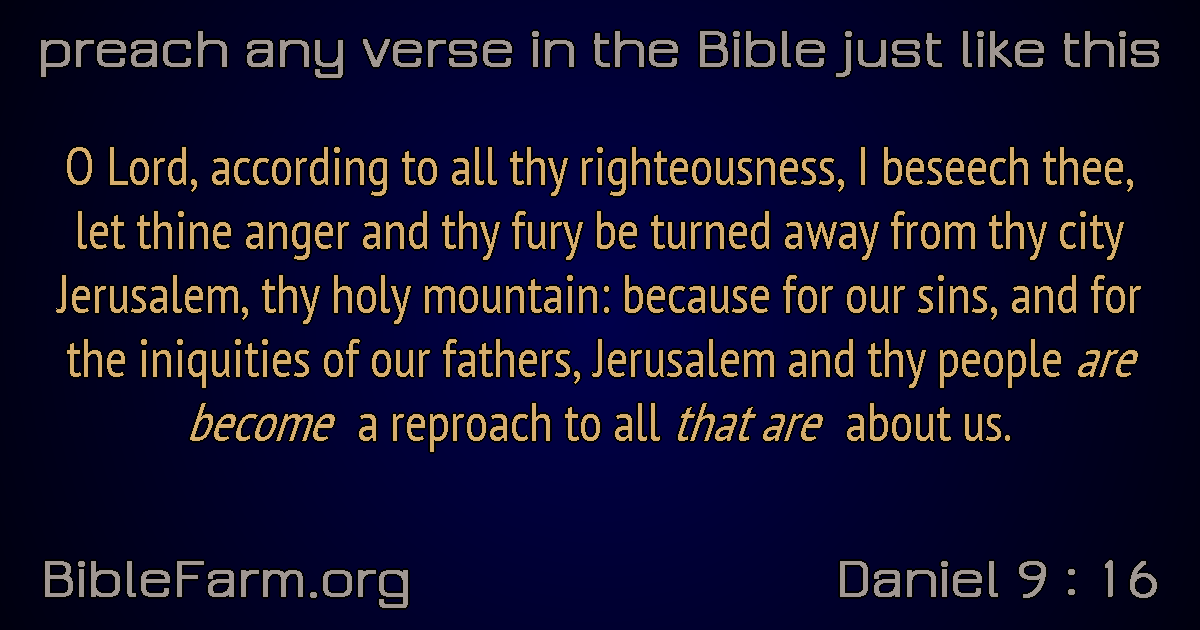 preach any verse in the Bible just like this
O Lord, according to all thy righteousness, I beseech thee,
let thine anger and thy fury be turned away from thy city
Jerusalem, thy holy mountain: because for our sins, and for
the iniquities of our fathers, Jerusalem and thy people are
become a reproach to all that are about us.
BibleFarm.org
Daniel 9 : 16